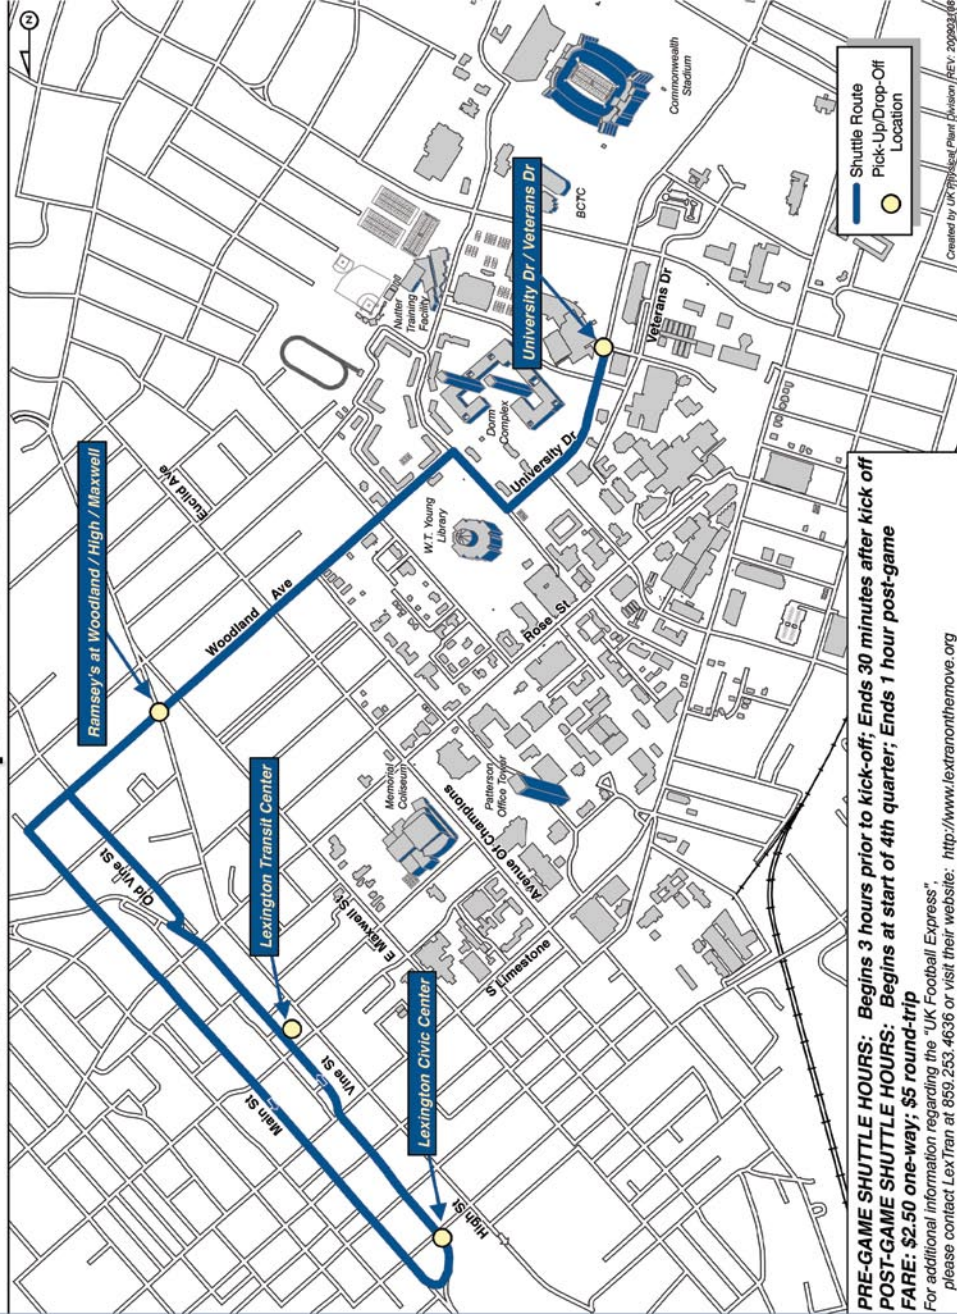 Z
Commonwealth
Stadium
BCTC
University Dr / Veterans Dr
Veterans Dr
Nutter
Training
Facility
Dorm
Complex
University Dr
W.T. Young
Library
Euclid Ave
Woodland Ave
Ramsey's at Woodland / High / Maxwell
Rose St
Memorial
Coliseum
Patterson
Office Tower
Avenue Of Champions
Lexington Transit Center
Old Vine St
E Maxwell St
S Limestone
Lexington Civic Center
Vine St
Main St
High St
Shuttle Route
Pick-Up/Drop-Off
Location
PRE-GAME SHUTTLE HOURS: Begins 3 hours prior to kick-off; Ends 30 minutes after kick off
POST-GAME SHUTTLE HOURS: Begins at start of 4th quarter; Ends 1 hour post-game
FARE: $2.50 one-way; $5 round-trip
For additional information regarding the "UK Football Express",
please contact LexTran at 859.253.4636 or visit their website: http://www.lextranonthemove.org
Created by UK Physical Plant Division REV: